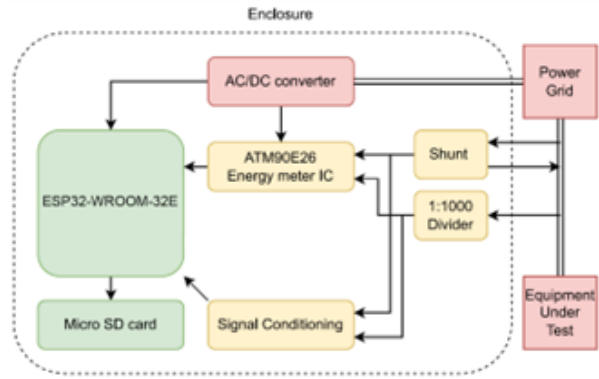 Enclosure
AC/DC converter
Power
Grid
ATM90E26
Energy meter IC
Shunt
ESP32-WROOM-32E
1:1000
Divider
Micro SD card
Signal Conditioning
Equipment
Under
Test